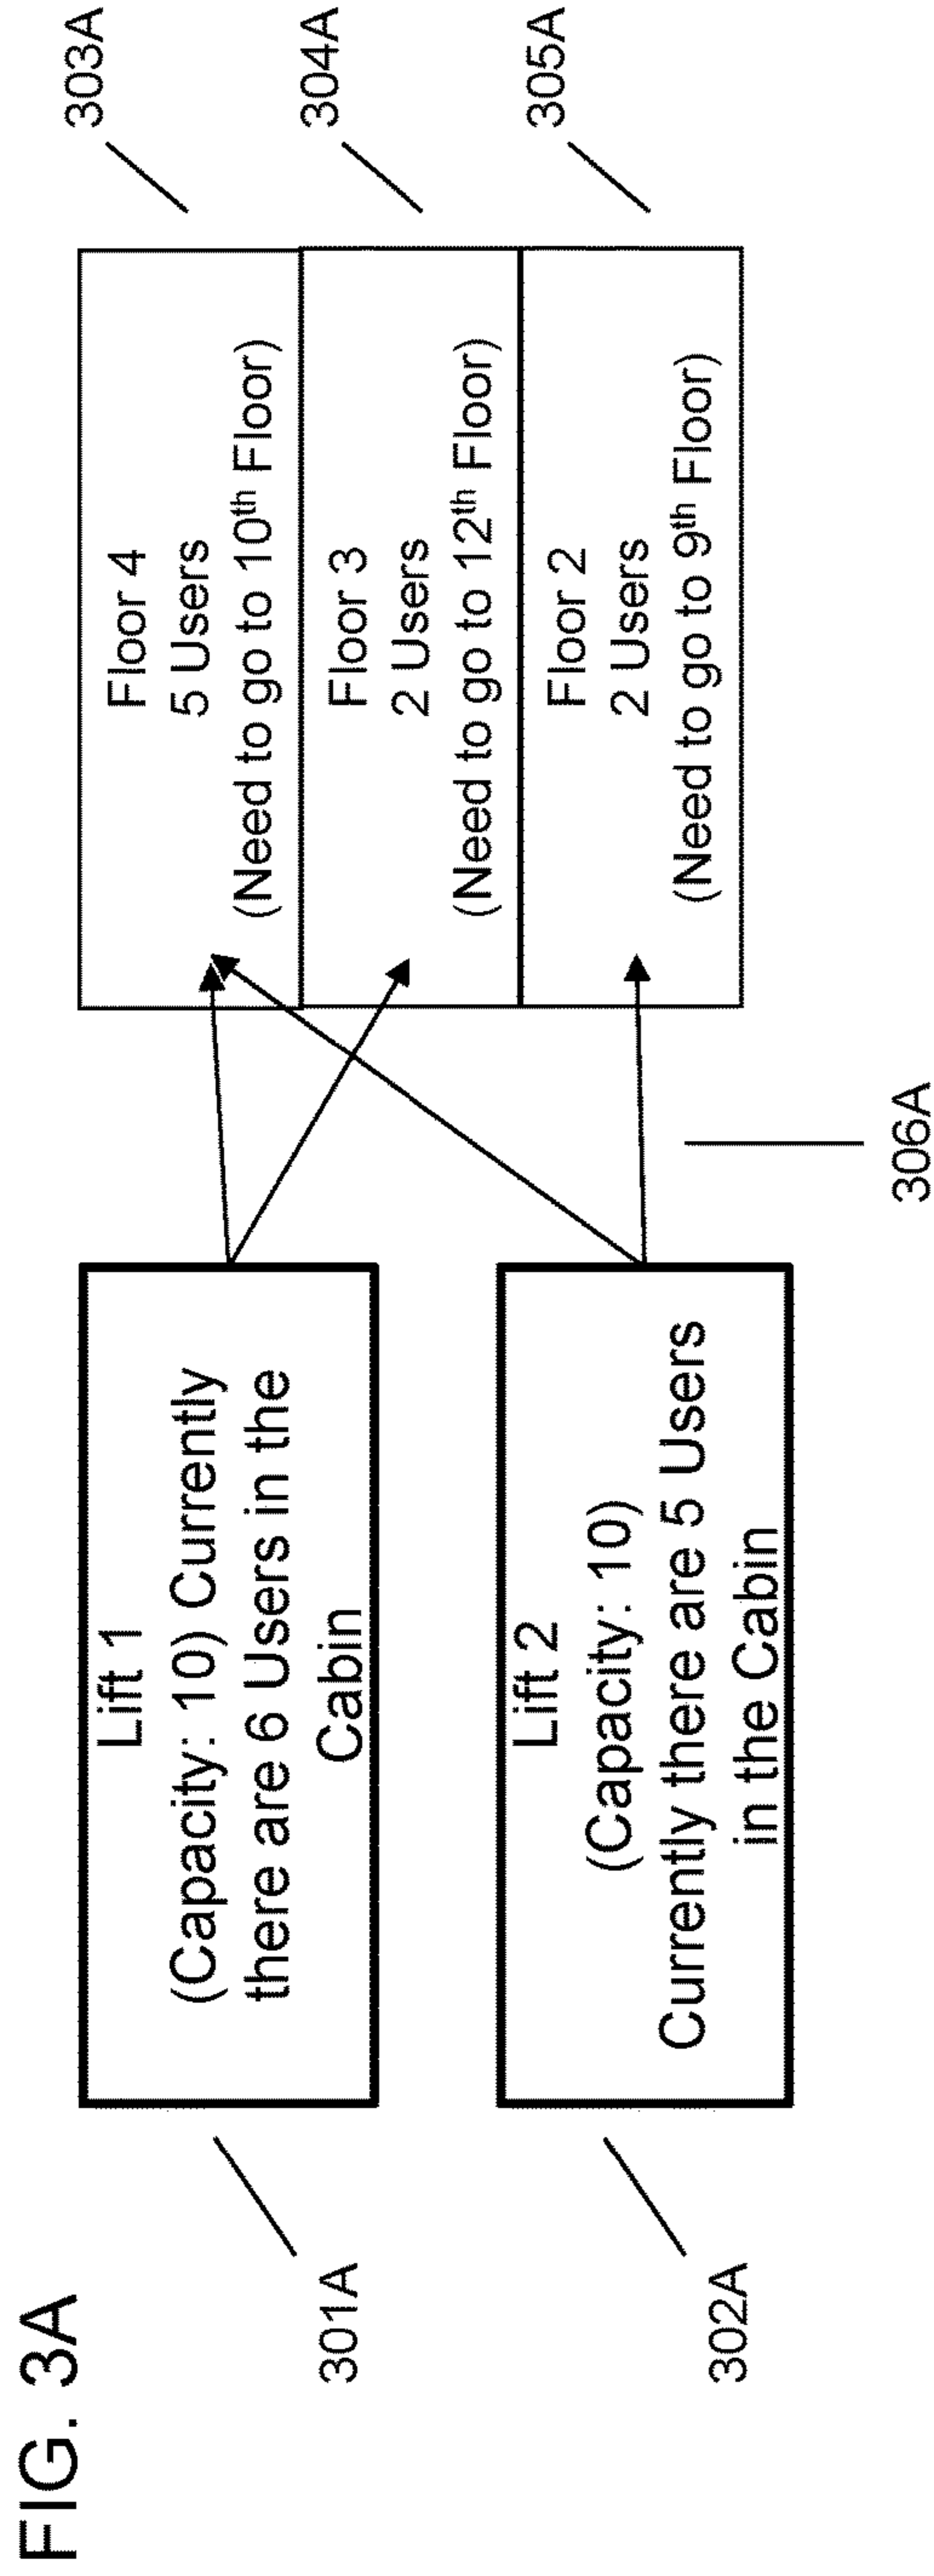 FIG. 3A
301A
Lift 1
(Capacity: 10) Currently
there are 6 Users in the
Cabin
302A
Lift 2
(Capacity: 10)
Currently there are 5 Users
in the Cabin
306A
Floor 4
5 Users
(Need to go to 10th Floor)
303A
Floor 3
2 Users
(Need to go to 12th Floor)
304A
Floor 2
2 Users
(Need to go to 9th Floor)
305A